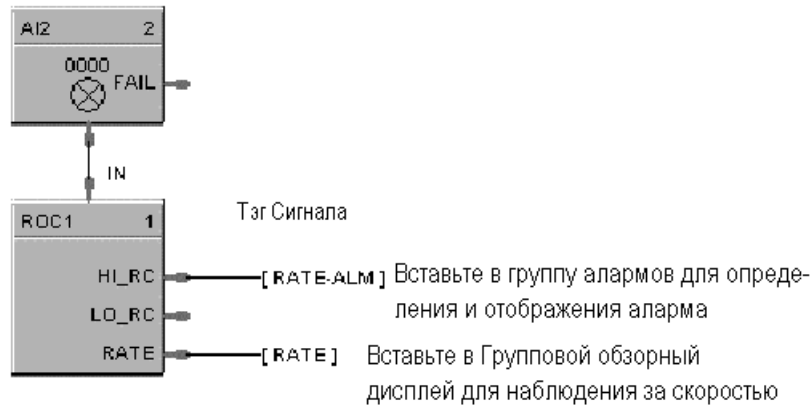 AI2 2
0000
FAIL
IN
ROC1 1
Тэг Сигнала
HI_RC [ RATE-ALM ] Вставьте в группу алармов для опреде-
ления и отображения аларма
LO_RC
RATE [ RATE ] Вставьте в Групповой обзорный
дисплей для наблюдения за скоростью